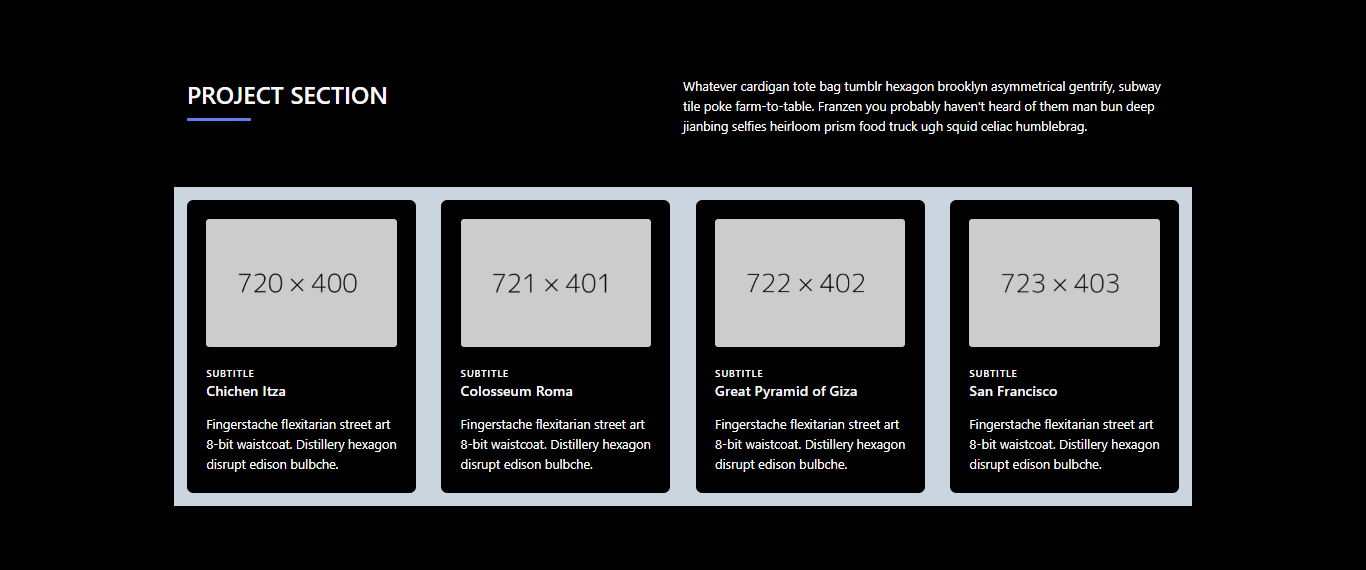 PROJECT SECTION
Whatever cardigan tote bag tumblr hexagon brooklyn asymmetrical gentrify, subway
tile poke farm-to-table. Franzen you probably haven't heard of them man bun deep
jianbing selfies heirloom prism food truck ugh squid celiac humblebrag.
720 × 400
SUBTITLE
Chichen Itza
Fingerstache flexitarian street art
8-bit waistcoat. Distillery hexagon
disrupt edison bulbche.
721 × 401
SUBTITLE
Colosseum Roma
Fingerstache flexitarian street art
8-bit waistcoat. Distillery hexagon
disrupt edison bulbche.
722 × 402
SUBTITLE
Great Pyramid of Giza
Fingerstache flexitarian street art
8-bit waistcoat. Distillery hexagon
disrupt edison bulbche.
723 × 403
SUBTITLE
San Francisco
Fingerstache flexitarian street art
8-bit waistcoat. Distillery hexagon
disrupt edison bulbche.